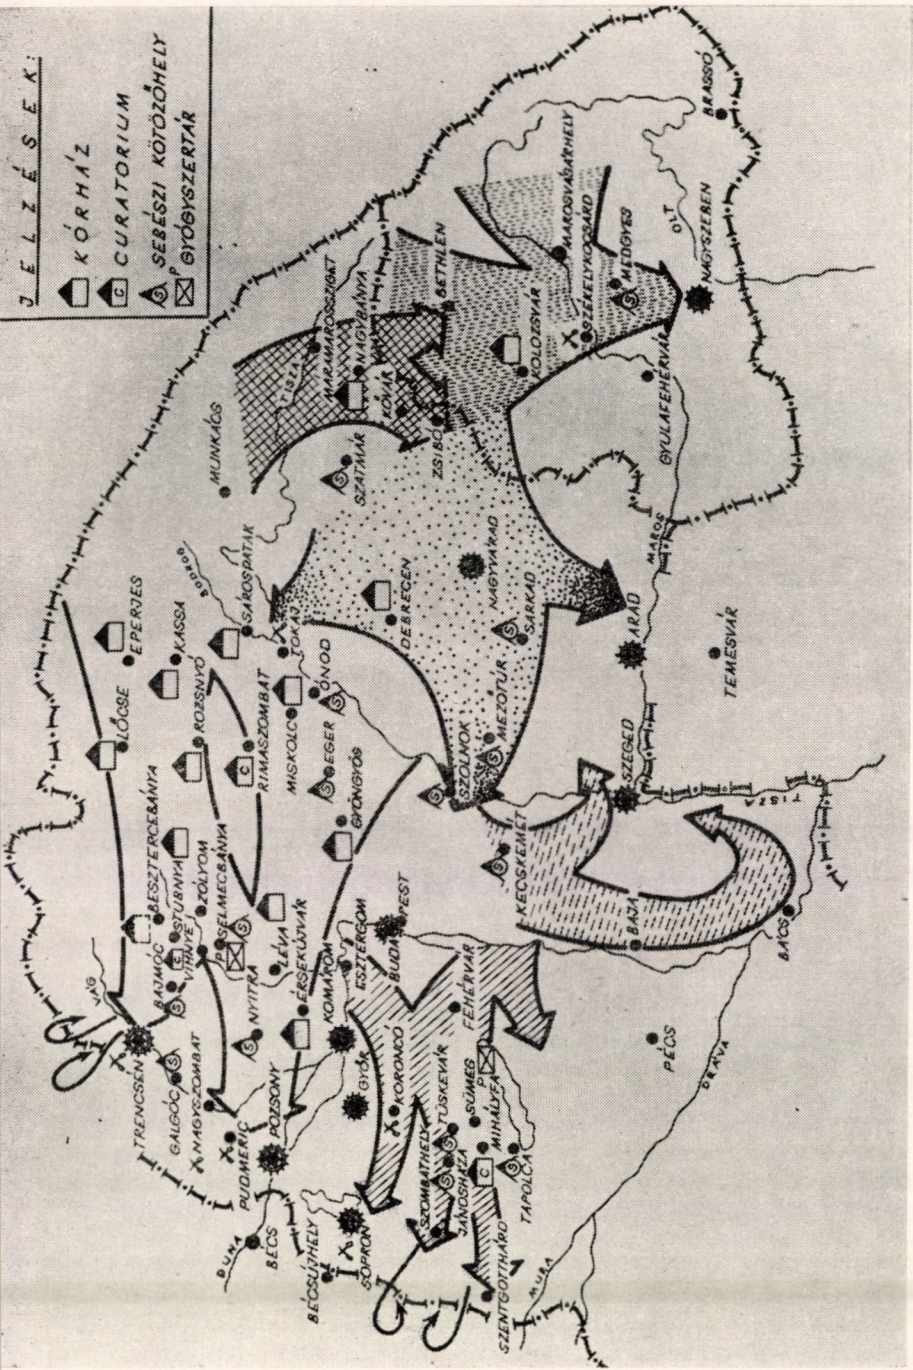 JELZÉSEK:
KÓRHÁZ
C CURATORIUM
S SEBÉSZI KÖTÖZŐHELY
P GYÓGYSZERTÁR
TRENCSÉN
VÁG
GALGÓC
S
NAGYSZOMBAT
PUDMERIC
POZSONY
DUNA
BÉCS
BÉCSÚJHELY
SOPRON
BAJMÓC
S
VIHNYE
C
STUBNYA
BESZTERCEBÁNYA
ZÓLYOM
SELMECBÁNYA
P
S
LÉVA
NYITRA
S
ÉRSEKÚJVÁR
KOMÁROM
ESZTERGOM
BUDA
PEST
GYŐR
KORONCÓ
LŐCSE
EPERJES
KASSA
ROZSNYÓ
RIMASZOMBAT
C
SÁROSPATAK
BODROG
TOKAJ
MISKOLC
ÓNOD
S
EGER
S
GYÖNGYÖS
MUNKÁCS
TISZA
MÁRAMAROSSZIGET
NAGYBÁNYA
KŐVÁR
SZATMÁR
S
ZSIBÓ
BETHLEN
KOLOZSVÁR
MAROSVÁSÁRHELY
SZÉKELYKOCSÁRD
MEDGYES
S
NAGYSZEBEN
OLT
BRASSÓ
GYULAFEHÉRVÁR
MAROS
DEBRECEN
NAGYVÁRAD
SARKAD
S
MEZŐTUR
S
SZOLNOK
S
ARAD
TEMESVÁR
SZEGED
TISZA
KECSKEMÉT
S
BAJA
BÁCS
FEHÉRVÁR
TÜSKEVÁR
S
SÜMEG
P
MIHÁLYFA
C
SZOMBATHELY
JÁNOSHÁZA
S
TAPOLCA
S
SZENTGOTTHÁRD
MURA
DRÁVA
PÉCS